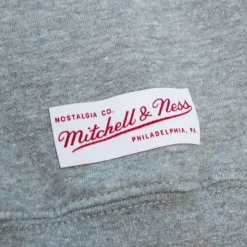 NOSTALGIA CO.
Mitchell & Ness
PHILADELPHIA, PA.